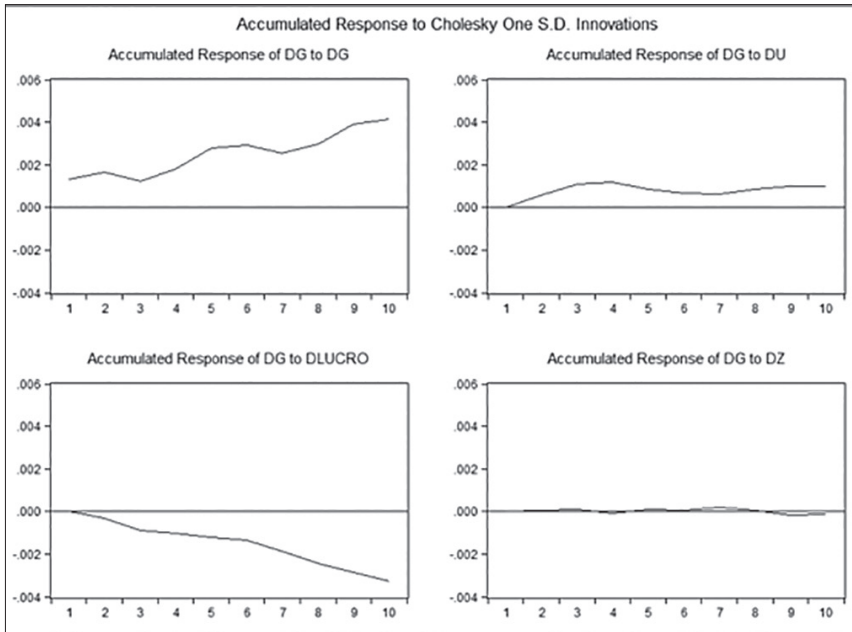 Accumulated Response to Cholesky One S.D. Innovations
Accumulated Response of DG to DG
.006
.004
.002
.000
-.002
-.004
1 2 3 4 5 6 7 8 9 10
Accumulated Response of DG to DU
.006
.004
.002
.000
-.002
-.004
1 2 3 4 5 6 7 8 9 10
Accumulated Response of DG to DLUCRO
.006
.004
.002
.000
-.002
-.004
1 2 3 4 5 6 7 8 9 10
Accumulated Response of DG to DZ
.006
.004
.002
.000
-.002
-.004
1 2 3 4 5 6 7 8 9 10